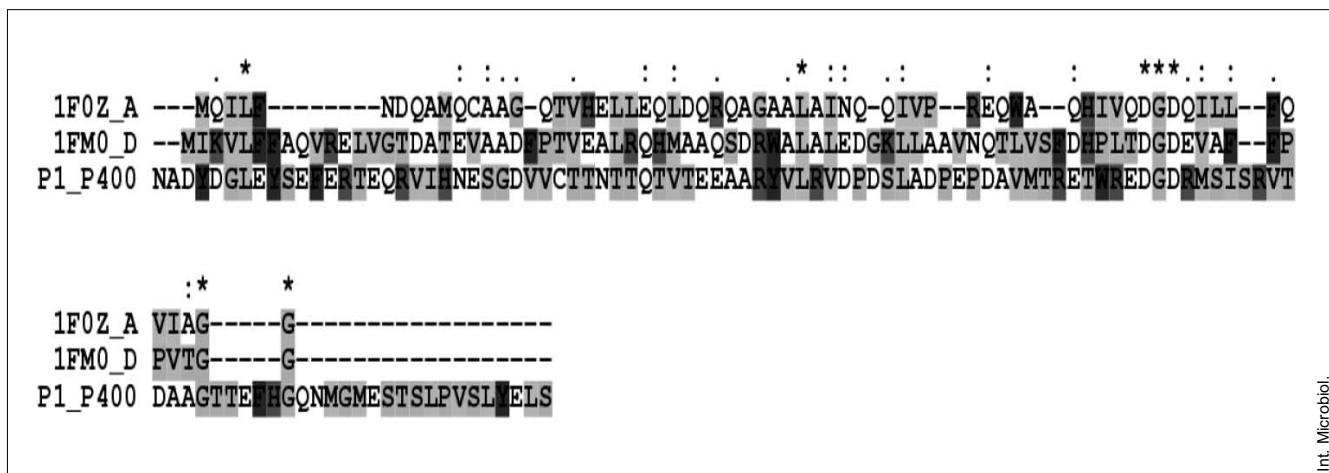 . * : :.. . : : . .* :: .: : : ***.: : .
1F0Z_A ---MQILF--------NDQAMQCAAG-QTVHELLEQLDQRQAGAALAINQ-QIVP--REQWA--QHIVQDGDQILL--FQ
1FM0_D --MIKVLFFAQVRELVGTDATEVAADFPTVEALRQHMAAQSDRWALALEDGKLLAAVNQTLVSFDHPLTDGDEVAF--FP
P1_P400 NADYDGLEYSEFERTEQRVIHNESGDVVCTTNTTQTVTEEAARYVLRVDPDSLADPEPDAVMTRETWREDGDRMSISRVT
:* *
1F0Z_A VIAG-----G------------------
1FM0_D PVTG-----G------------------
P1_P400 DAAGTTEFHGQNMGMESTSLPVSLYELS
Int. Microbiol.